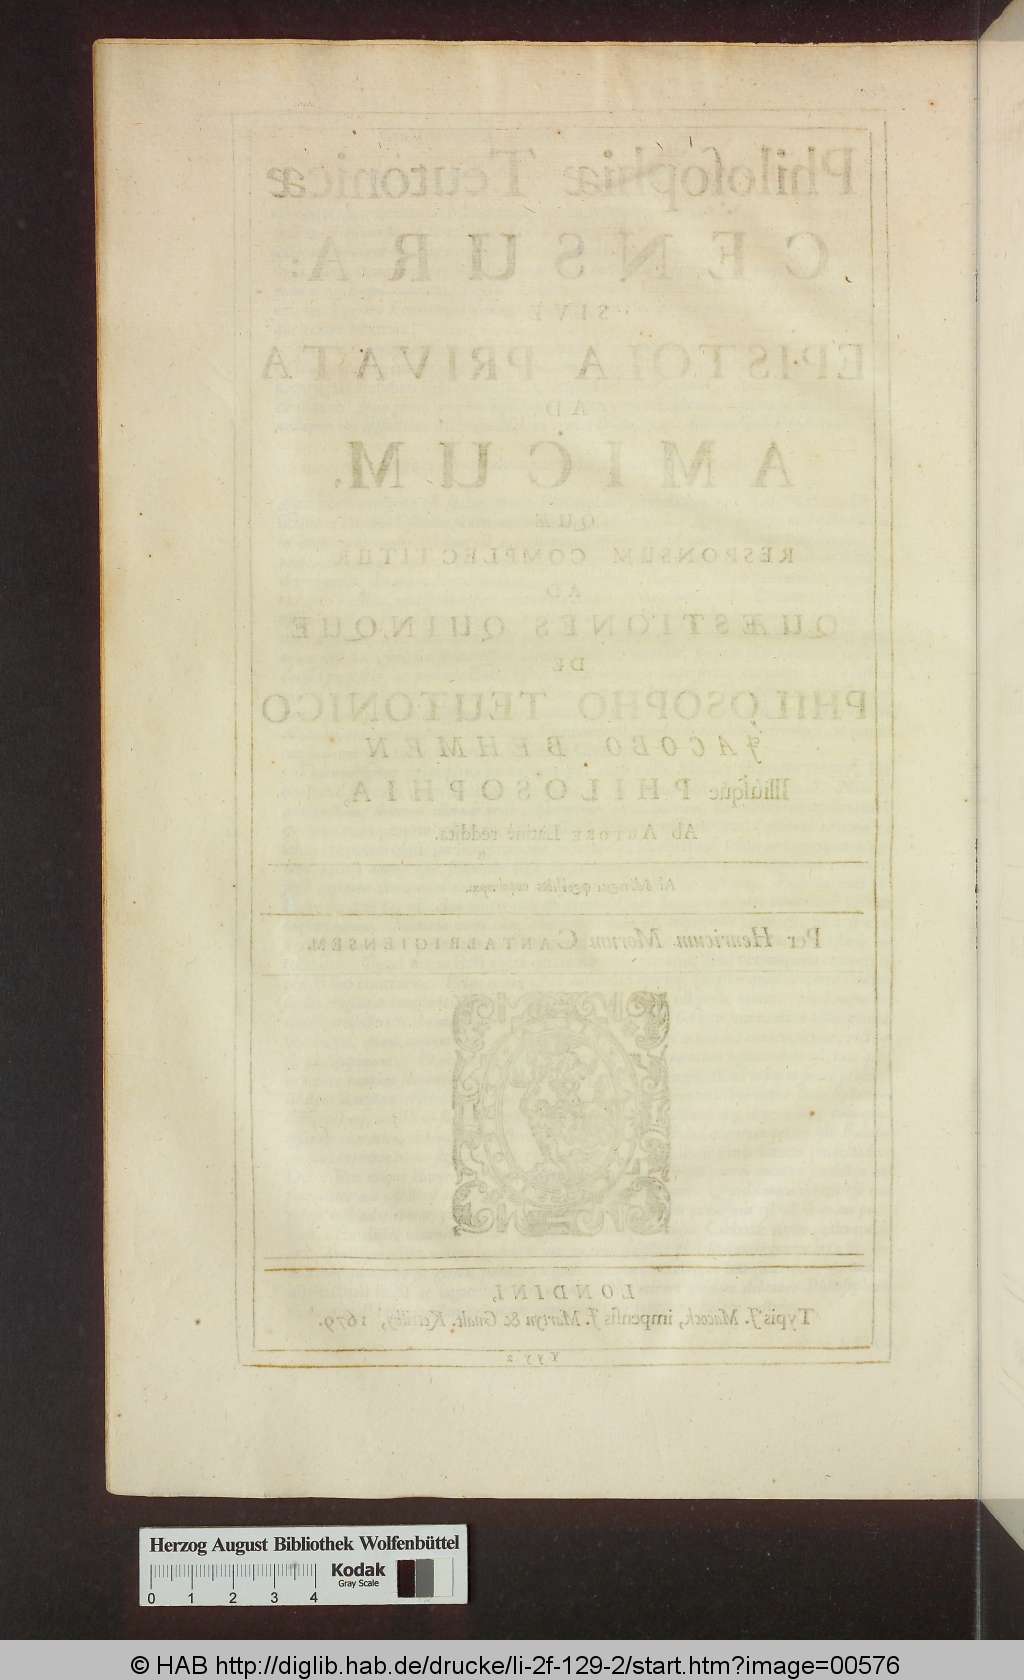 Philoſophiæ Teutonicæ
CENSURA:
SIVE
EPISTOLA PRIVATA
AD
AMICUM,
QUÆ
RESPONSUM COMPLECTITUR
AD
QUÆSTIONES QUINQUE
DE
PHILOSOPHO TEUTONICO
JACOBO BEHMEN
Illiúſque PHILOSOPHIA,
Ab AUTORE Latinè reddita.
Per Henricum Morum CANTABRIGIENSEM.
LONDINI,
Typis J. Macock, impenſis J. Martyn & Gualt. Kettilby, 1679.
Yyy 2
Herzog August Bibliothek Wolfenbüttel
Kodak
Gray Scale
0 1 2 3 4
© HAB http://diglib.hab.de/drucke/li-2f-129-2/start.htm?image=00576